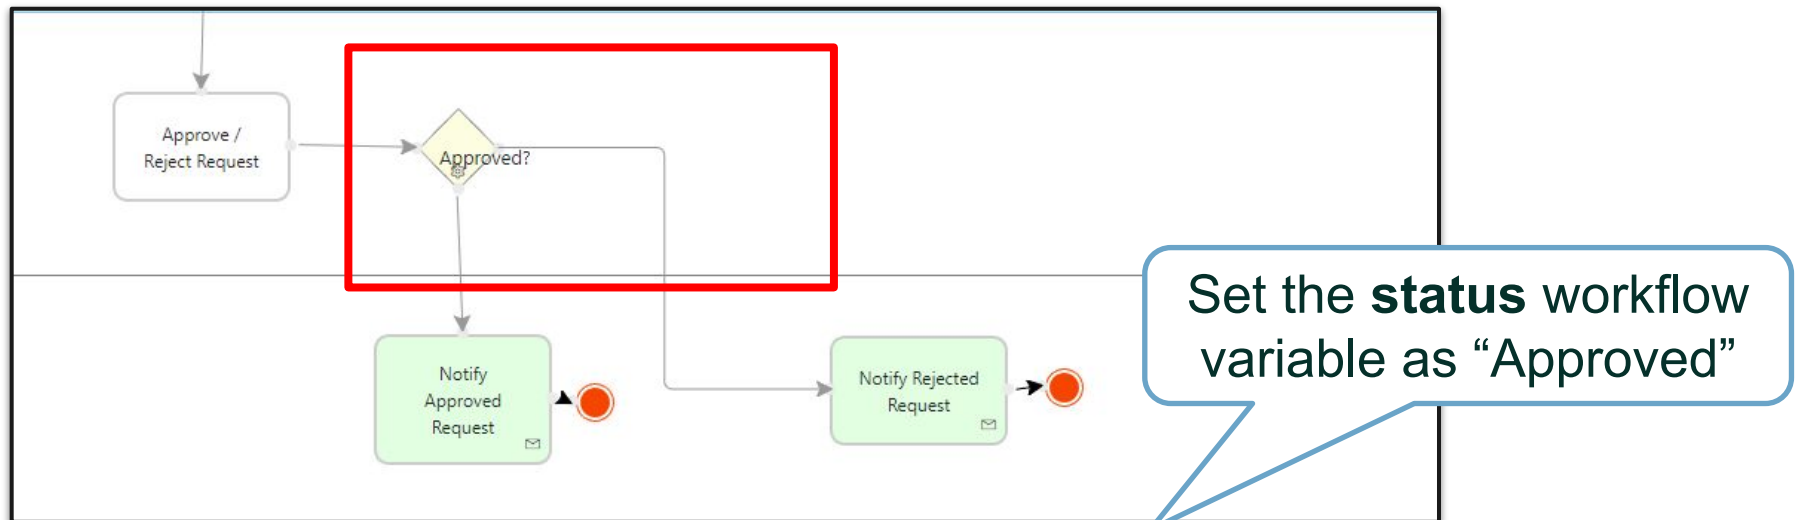 Approve /
Reject Request
Approved?
Set the status workflow
variable as “Approved”
Notify
Approved
Request
Notify Rejected
Request